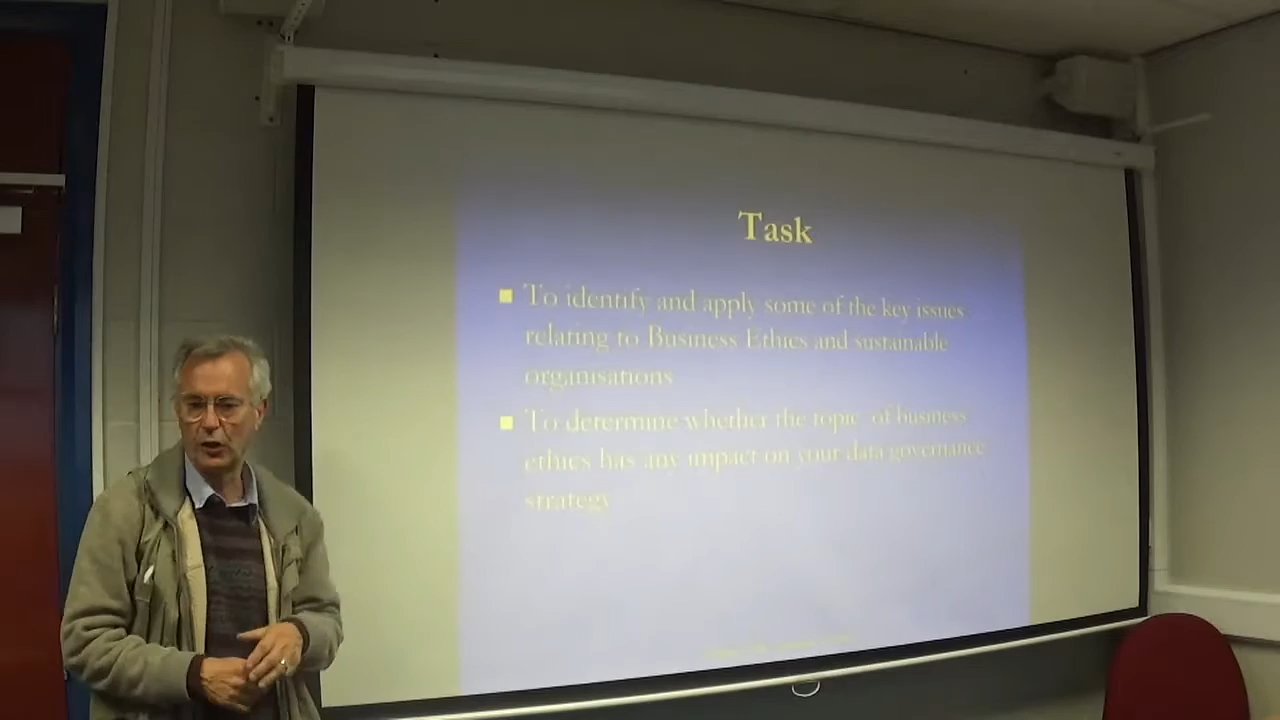 Task
To identify and apply some of the key issues
relating to Business Ethics and sustainable
organisations
To determine whether the topic of business
ethics has any impact on your data governance
strategy